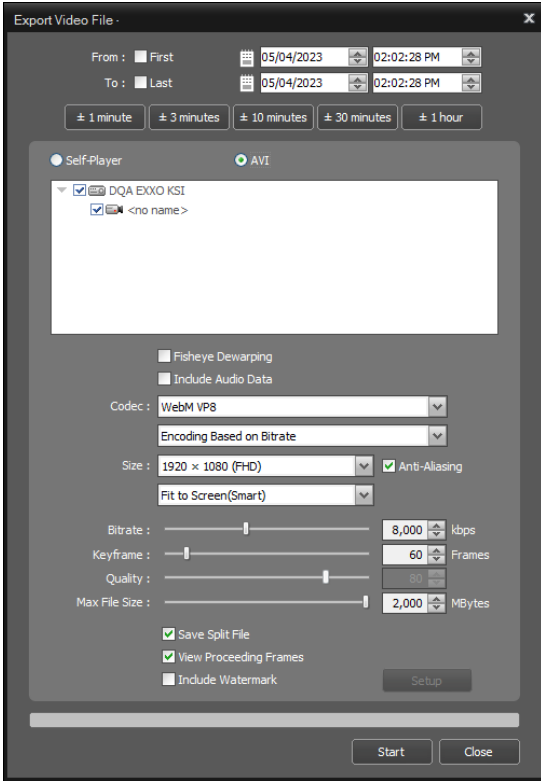 Export Video File - x
From : First 05/04/2023 02:02:28 PM
To : Last 05/04/2023 02:02:28 PM
± 1 minute ± 3 minutes ± 10 minutes ± 30 minutes ± 1 hour
Self-Player AVI
DQA EXXO KSI
<no name>
Fisheye Dewarping
Include Audio Data
Codec : WebM VP8
Encoding Based on Bitrate
Size : 1920 × 1080 (FHD) Anti-Aliasing
Fit to Screen(Smart)
Bitrate : 8,000 kbps
Keyframe : 60 Frames
Quality : 80
Max File Size : 2,000 MBytes
Save Split File
View Proceeding Frames
Include Watermark Setup
Start Close